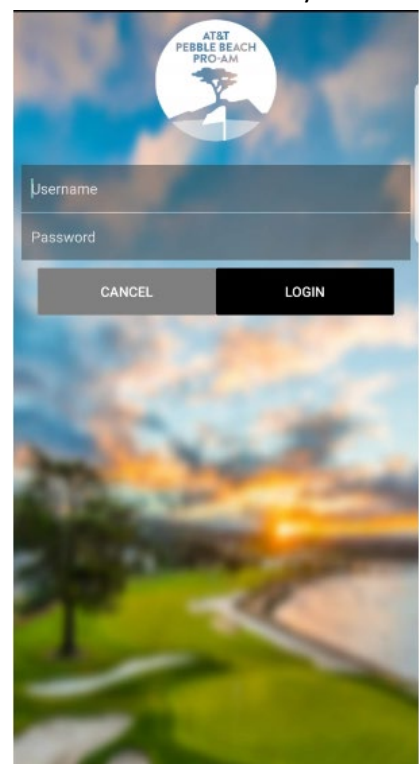 AT&T
PEBBLE BEACH
PRO-AM
Username
Password
CANCEL LOGIN